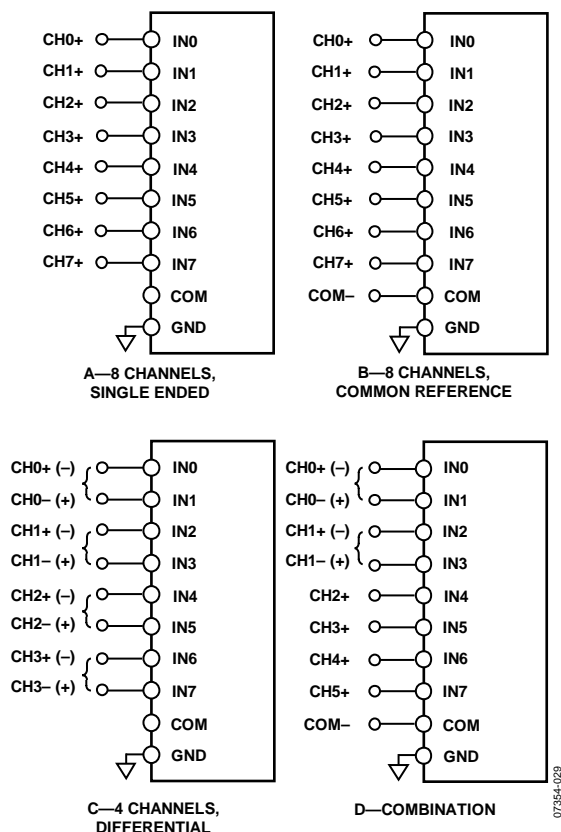 CH0+ IN0
CH1+ IN1
CH2+ IN2
CH3+ IN3
CH4+ IN4
CH5+ IN5
CH6+ IN6
CH7+ IN7
COM
GND
A—8 CHANNELS,
SINGLE ENDED
CH0+ IN0
CH1+ IN1
CH2+ IN2
CH3+ IN3
CH4+ IN4
CH5+ IN5
CH6+ IN6
CH7+ IN7
COM– COM
GND
B—8 CHANNELS,
COMMON REFERENCE
CH0+ (–) IN0
CH0– (+) IN1
CH1+ (–) IN2
CH1– (+) IN3
CH2+ (–) IN4
CH2– (+) IN5
CH3+ (–) IN6
CH3– (+) IN7
COM
GND
C—4 CHANNELS,
DIFFERENTIAL
CH0+ (–) IN0
CH0– (+) IN1
CH1+ (–) IN2
CH1– (+) IN3
CH2+ IN4
CH3+ IN5
CH4+ IN6
CH5+ IN7
COM– COM
GND
D—COMBINATION
07354-029